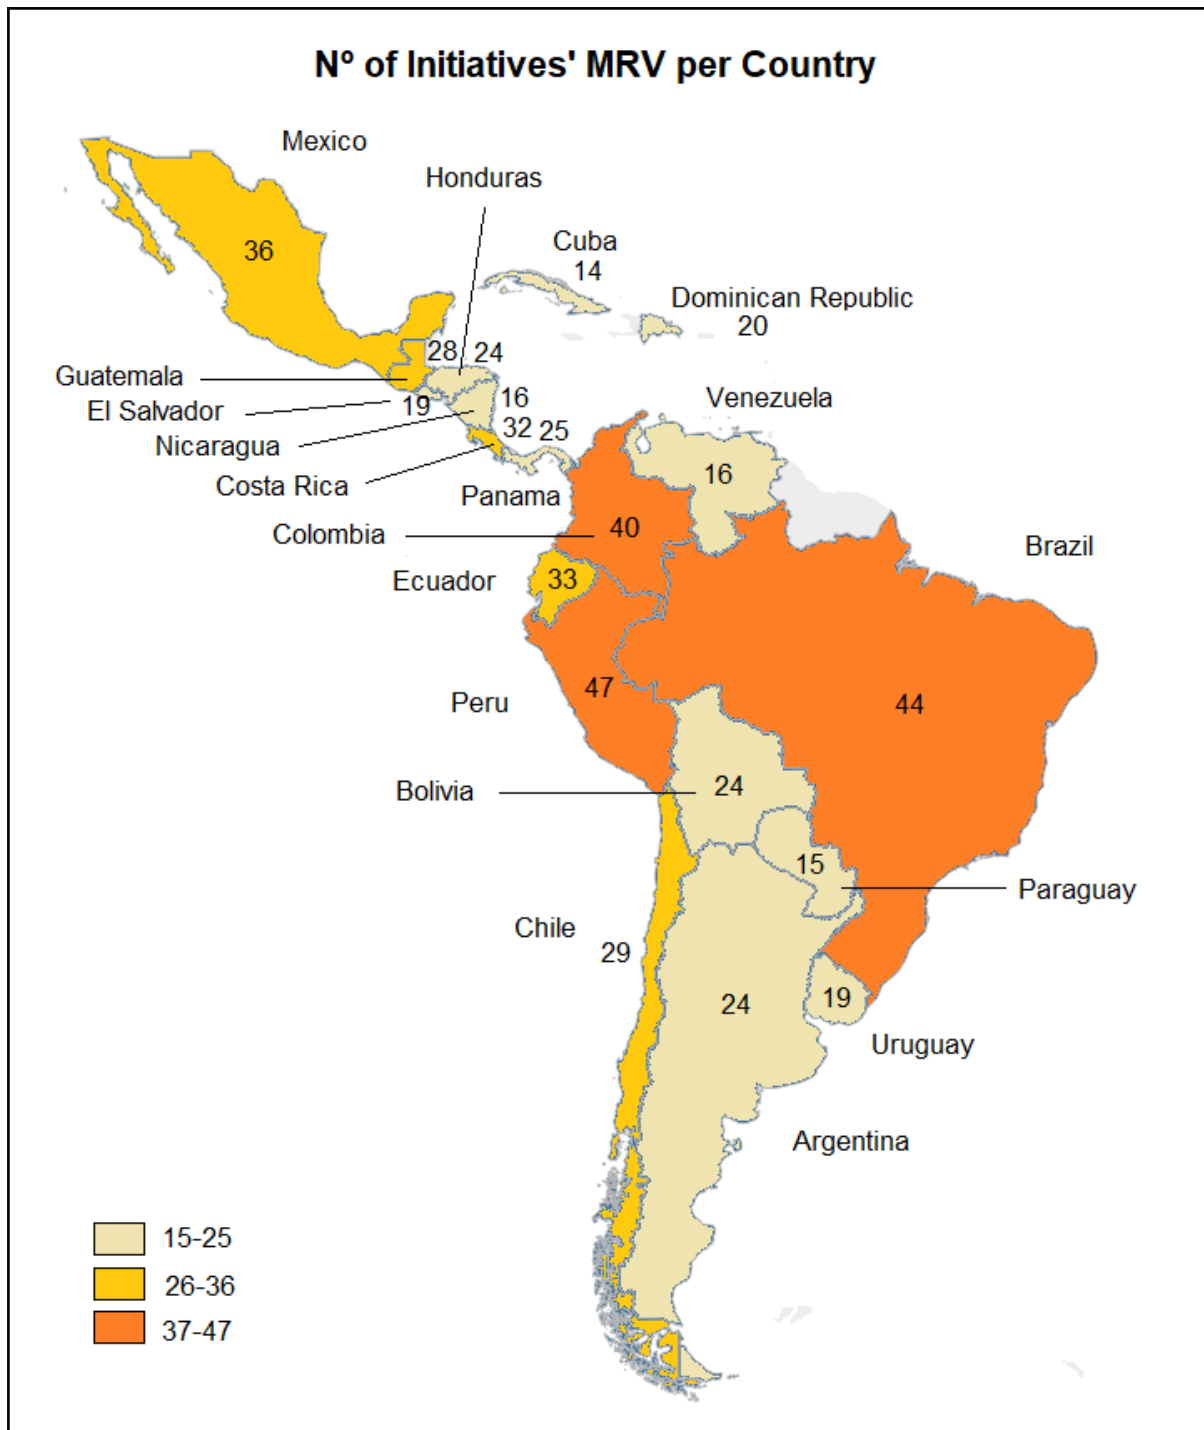 Nº of Initiatives' MRV per Country
Mexico
Honduras
36
Cuba
14
Dominican Republic
20
28 24
Guatemala
El Salvador
19
16
Venezuela
Nicaragua
32 25
Costa Rica
Panama
16
Colombia
40
Brazil
Ecuador
33
Peru
47
44
Bolivia
24
15
Paraguay
Chile
29
24
19
Uruguay
Argentina
15-25
26-36
37-47